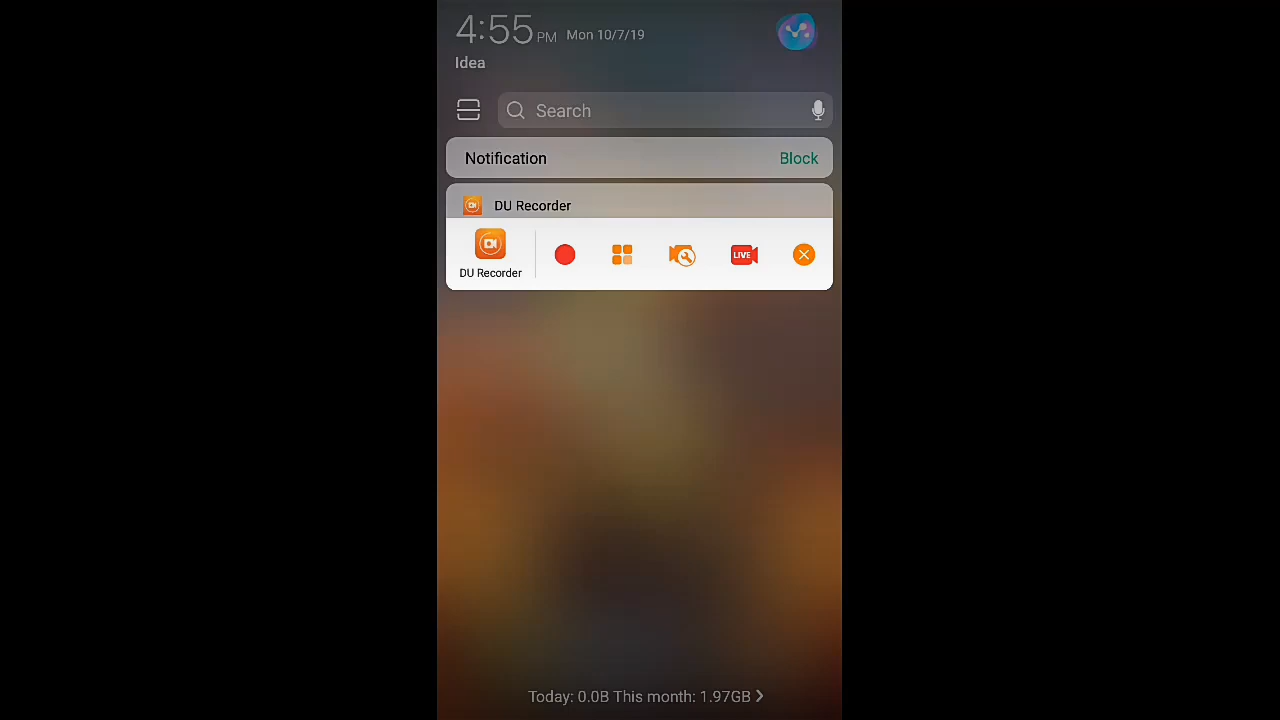 4:55 PM Mon 10/7/19
Idea
Search
Notification Block
DU Recorder
DU Recorder LIVE
Today: 0.0B This month: 1.97GB